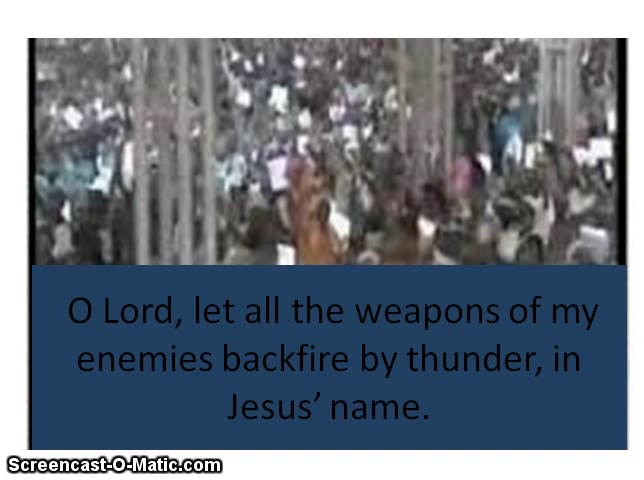 O Lord, let all the weapons of my
enemies backfire by thunder, in
Jesus’ name.
Screencast-O-Matic.com